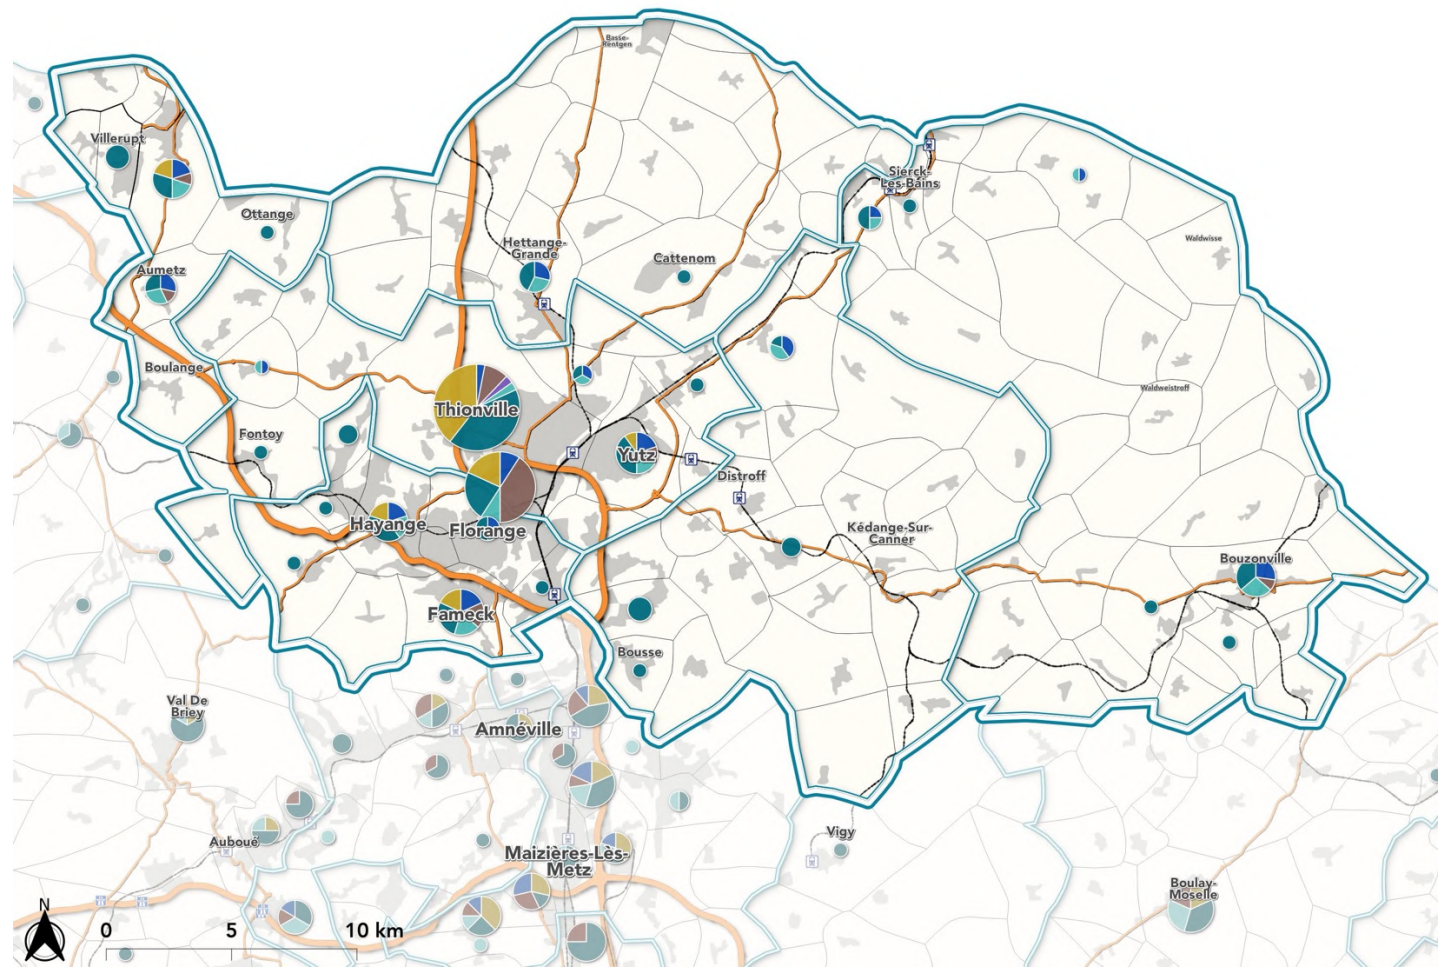 Basse-
Rentgen
Villerupt
Sierck-
Les-Bains
Ottange
Waldwisse
Hettange-
Grande
Cattenom
Aumetz
Boulange
Waldweistroff
Thionville
Fontoy
Yutz
Distroff
Hayange
Florange
Kédange-Sur-
Canner
Bouzonville
Fameck
Bousse
Val De
Briey
Amnéville
Auboué
Vigy
Maizières-Lès-
Metz
Boulay-
Moselle
N
0 5 10 km